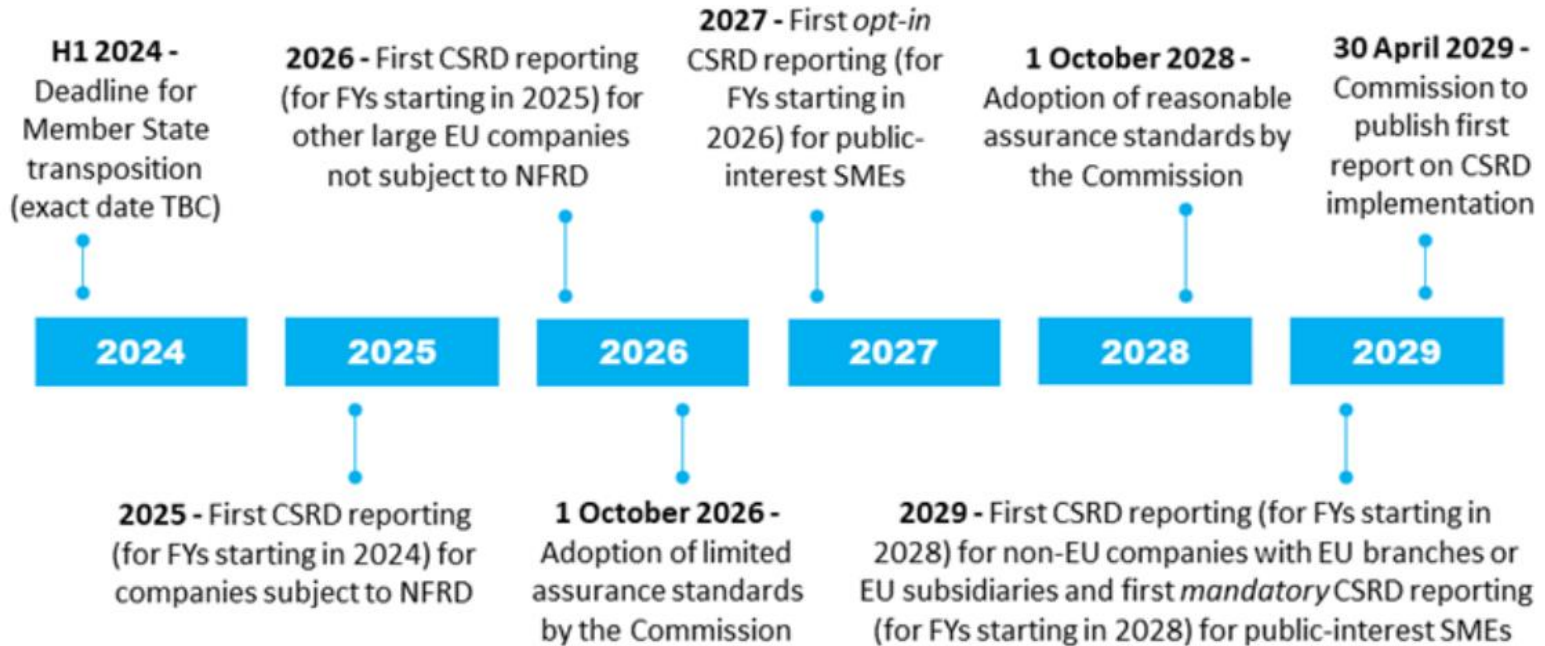 H1 2024 -
Deadline for
Member State
transposition
(exact date TBC)
2026 - First CSRD reporting
(for FYs starting in 2025) for
other large EU companies
not subject to NFRD
2027 - First opt-in
CSRD reporting (for
FYs starting in
2026) for public-
interest SMEs
1 October 2028 -
Adoption of reasonable
assurance standards by
the Commission
30 April 2029 -
Commission to
publish first
report on CSRD
implementation
2024
2025
2026
2027
2028
2029
2025 - First CSRD reporting
(for FYs starting in 2024) for
companies subject to NFRD
1 October 2026 -
Adoption of limited
assurance standards
by the Commission
2029 - First CSRD reporting (for FYs starting in
2028) for non-EU companies with EU branches or
EU subsidiaries and first mandatory CSRD reporting
(for FYs starting in 2028) for public-interest SMEs